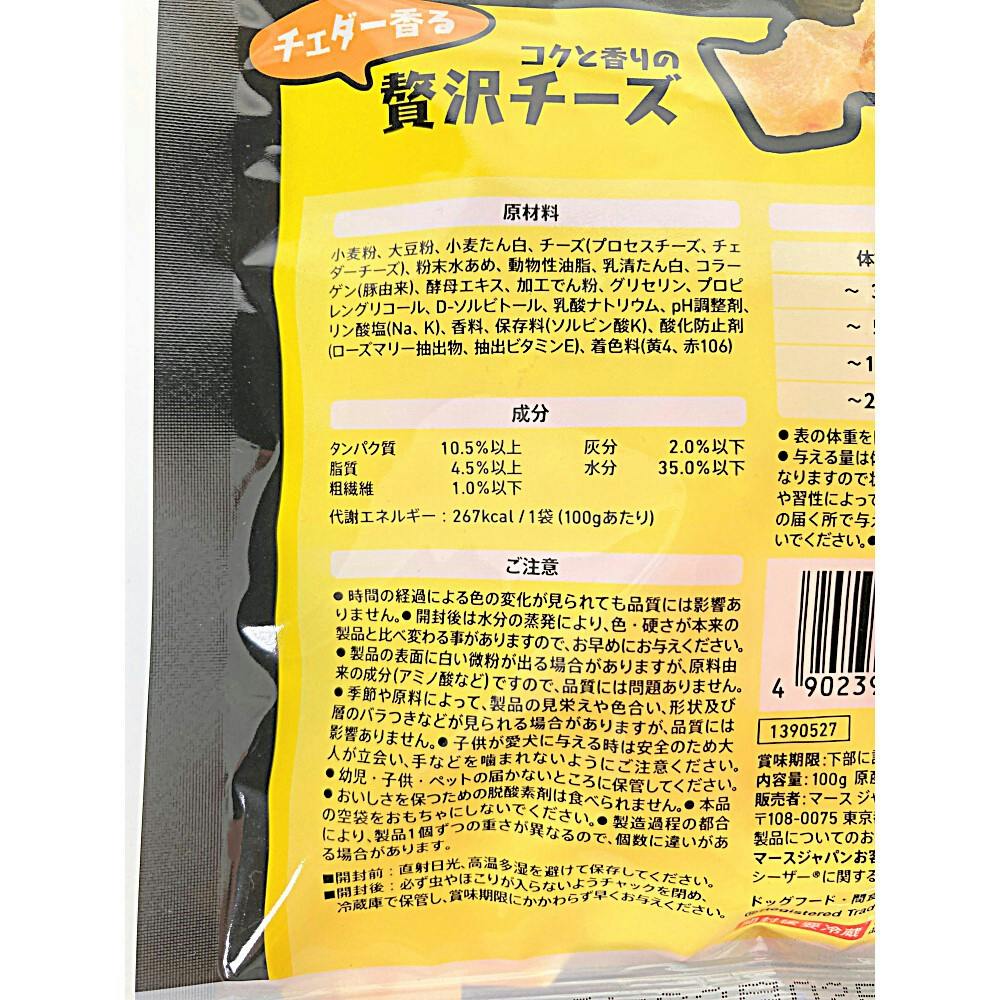 チェダー香る
コクと香りの
贅沢チーズ
原材料
小麦粉、大豆粉、小麦たん白、チーズ(プロセスチーズ、チェ
ダーチーズ)、粉末水あめ、動物性油脂、乳清たん白、コラー
ゲン(豚由来)、酵母エキス、加工でん粉、グリセリン、プロピ
レングリコール、D-ソルビトール、乳酸ナトリウム、pH調整剤、
リン酸塩(Na、K)、香料、保存料(ソルビン酸K)、酸化防止剤
(ローズマリー抽出物、抽出ビタミンE)、着色料(黄4、赤106)
成分
タンパク質 10.5%以上 灰分 2.0%以下
脂質 4.5%以上 水分 35.0%以下
粗繊維 1.0%以下
代謝エネルギー：267kcal / 1袋 (100gあたり)
ご注意
●時間の経過による色の変化が見られても品質には影響あ
りません。●開封後は水分の蒸発により、色・硬さが本来の
製品と比べ変わる事がありますので、お早めにお与えください。
●製品の表面に白い微粉が出る場合がありますが、原料由
来の成分(アミノ酸など)ですので、品質には問題ありません。
●季節や原料によって、製品の見栄えや色合い、形状及び
層のバラつきなどが見られる場合がありますが、品質には
影響ありません。●子供が愛犬に与える時は安全のため大
人が立会い、手などを噛まれないようにご注意ください。
●幼児・子供・ペットの届かないところに保管してください。
●おいしさを保つための脱酸素剤は食べられません。●本品
の空袋をおもちゃにしないでください。●製造過程の都合
により、製品1個ずつの重さが異なるので、個数に違いがあ
る場合があります。
■開封前：直射日光、高温多湿を避けて保存してください。
■開封後：必ず虫やほこりが入らないようチャックを閉め、
冷蔵庫で保管し、賞味期限にかかわらず早くお与えください。
体
～
～
～1
～2
●表の体重を
●与える量は
なりますので
や習性によって
の届く所で与
いでください。●
4 90239
1390527
賞味期限:下部に
内容量:100g 原
販売者:マース ジ
〒108-0075 東京
製品についてのお
マースジャパンお客
シーザー®に関する
ドッグフード・間食
Registered Trad
開封後要冷蔵